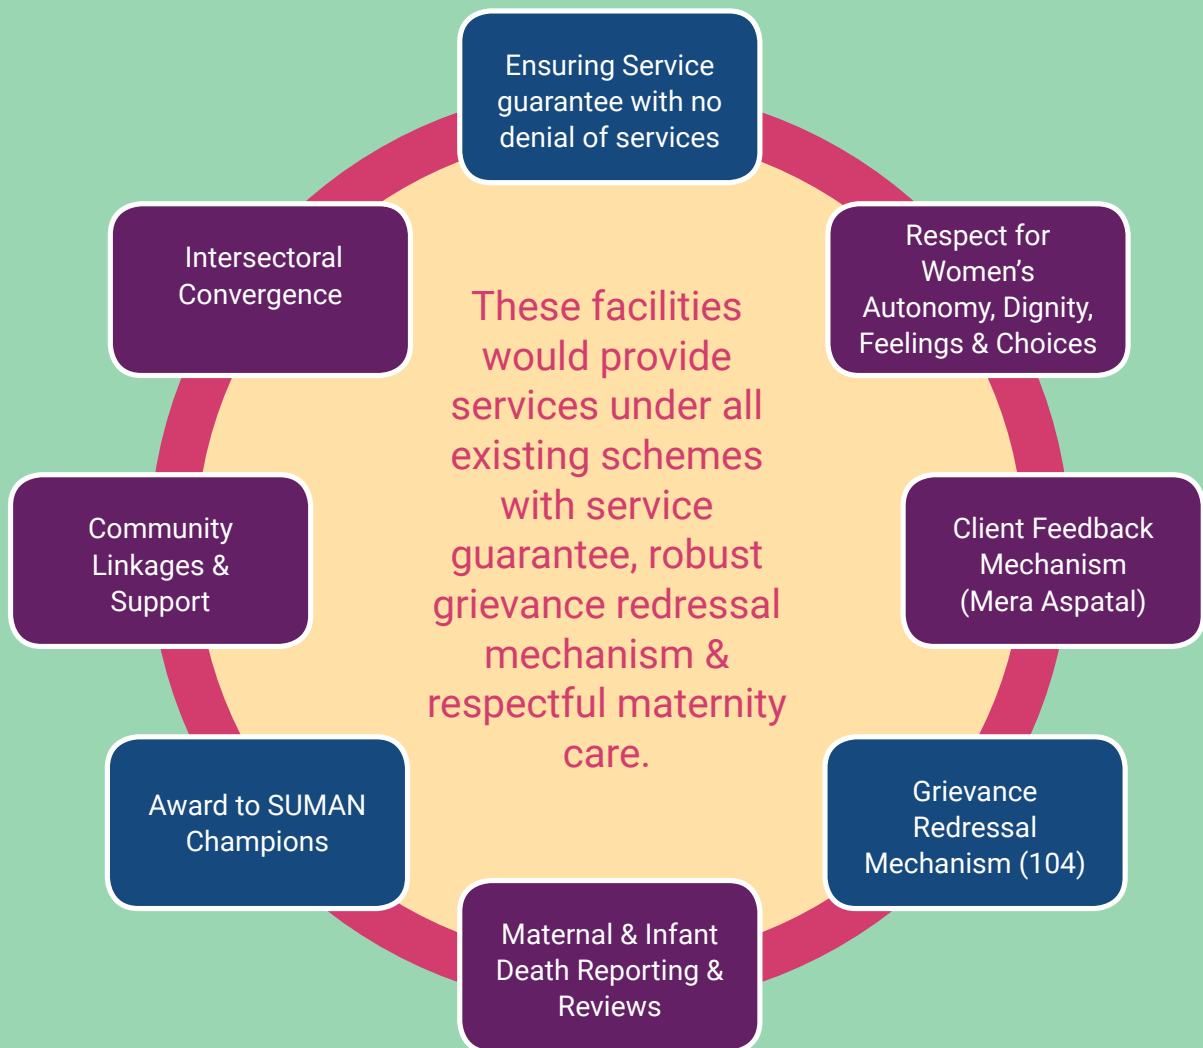 Ensuring Service
guarantee with no
denial of services
Respect for
Women’s
Autonomy, Dignity,
Feelings & Choices
Client Feedback
Mechanism
(Mera Aspatal)
Grievance
Redressal
Mechanism (104)
Maternal & Infant
Death Reporting &
Reviews
Award to SUMAN
Champions
Community
Linkages &
Support
Intersectoral
Convergence
These facilities
would provide
services under all
existing schemes
with service
guarantee, robust
grievance redressal
mechanism &
respectful maternity
care.